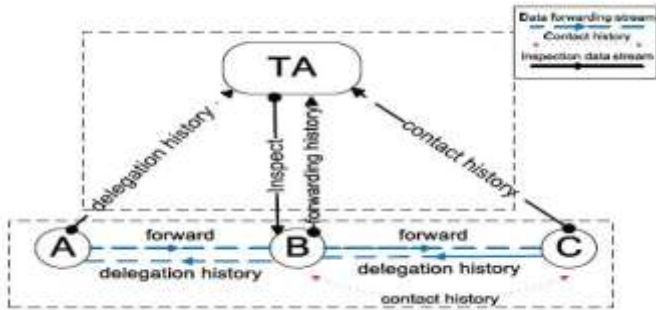 Data forwarding stream
Contact history
Inspection data stream
TA
delegation history
Inspect
forwarding history
contact history
A
forward
B
forward
C
delegation history
delegation history
contact history